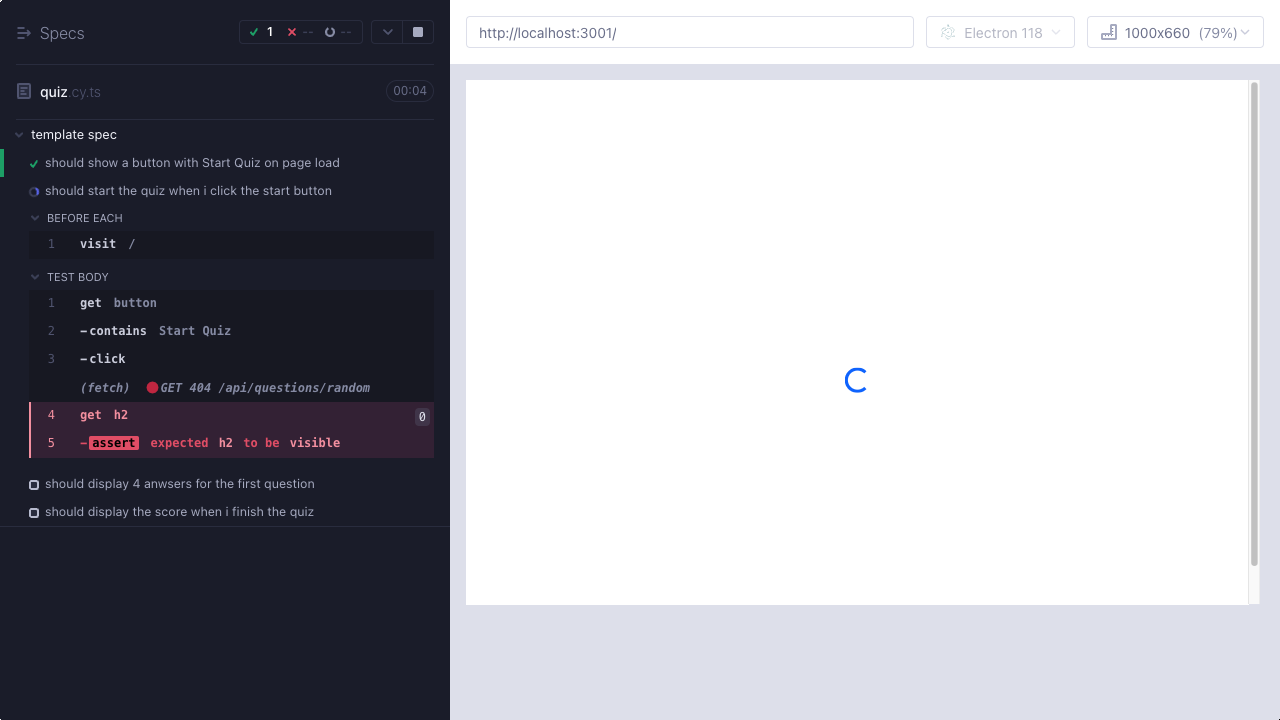 Specs
1 -- --
quiz.cy.ts
00:04
template spec
should show a button with Start Quiz on page load
should start the quiz when i click the start button
BEFORE EACH
1 visit /
TEST BODY
1 get button
2 -contains Start Quiz
3 -click
(fetch) GET 404 /api/questions/random
4 get h2 0
5 -assert expected h2 to be visible
should display 4 anwsers for the first question
should display the score when i finish the quiz
http://localhost:3001/
Electron 118
1000x660 (79%)